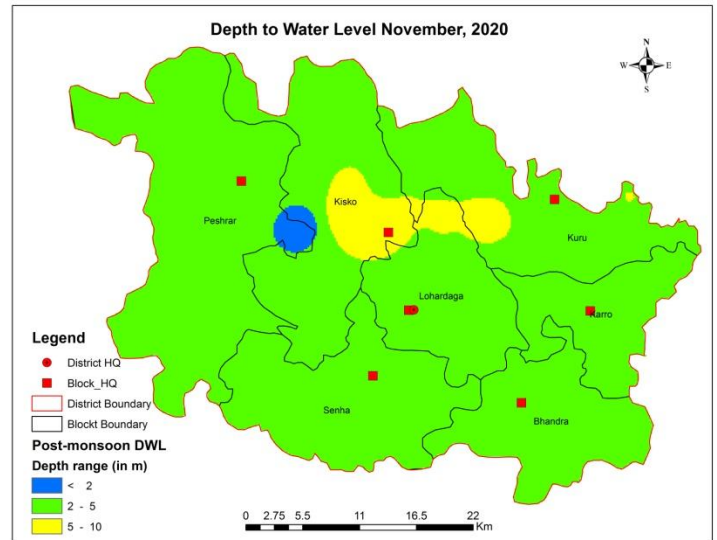 Depth to Water Level November, 2020
N
W E
S
Kisko
Peshrar
Kuru
Lohardaga
Karro
Senha
Bhandra
Legend
District HQ
Block_HQ
District Boundary
Blockt Boundary
Post-monsoon DWL
Depth range (in m)
< 2
2 - 5
5 - 10
0 2.75 5.5 11 16.5 22
Km